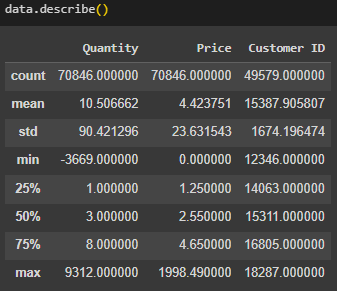 data.describe()
Quantity Price Customer ID
count 70846.000000 70846.000000 49579.000000
mean 10.506662 4.423751 15387.905807
std 90.421296 23.631543 1674.196474
min -3669.000000 0.000000 12346.000000
25% 1.000000 1.250000 14063.000000
50% 3.000000 2.550000 15311.000000
75% 8.000000 4.650000 16805.000000
max 9312.000000 1998.490000 18287.000000